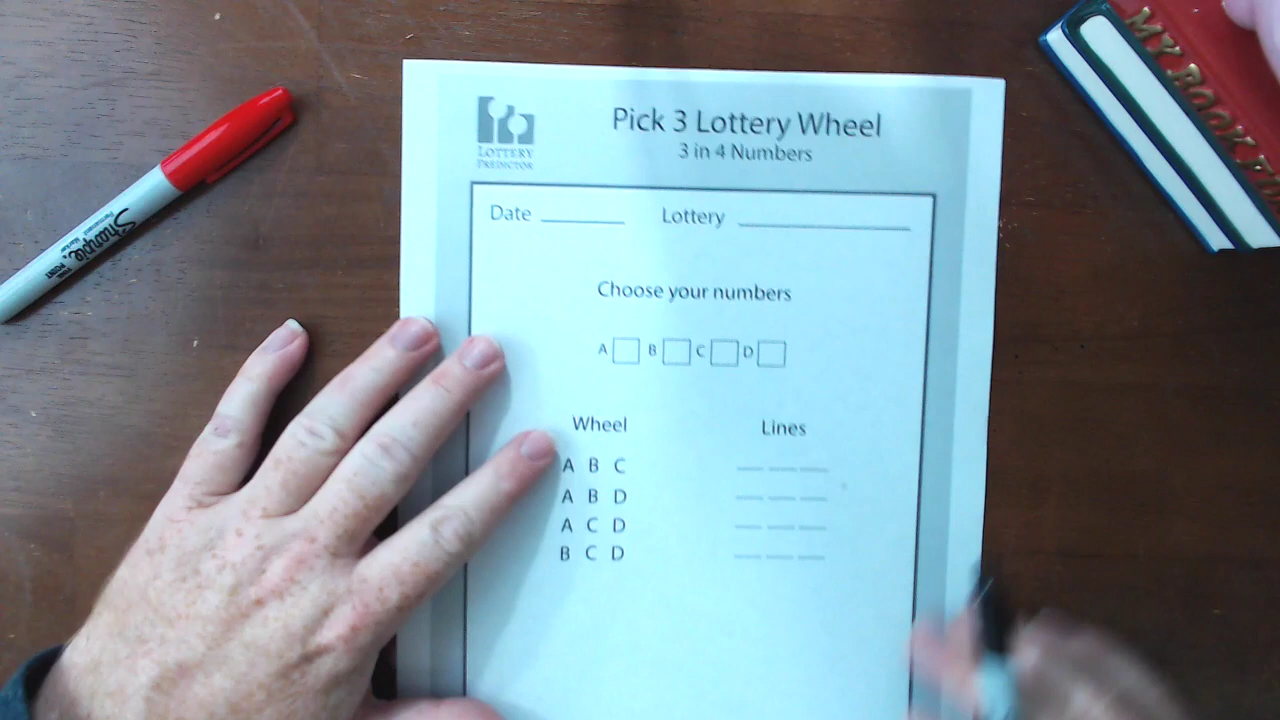 Pick 3 Lottery Wheel
3 in 4 Numbers
LOTTERY
PREDICTOR
Date Lottery
Choose your numbers
A B C D
Wheel Lines
A B C
A B D
A C D
B C D
Sharpie
MY BOOK